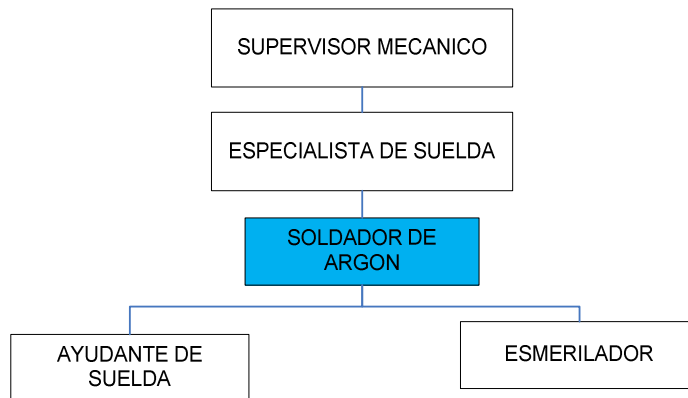 SUPERVISOR MECANICO
ESPECIALISTA DE SUELDA
SOLDADOR DE
ARGON
AYUDANTE DE
SUELDA
ESMERILADOR